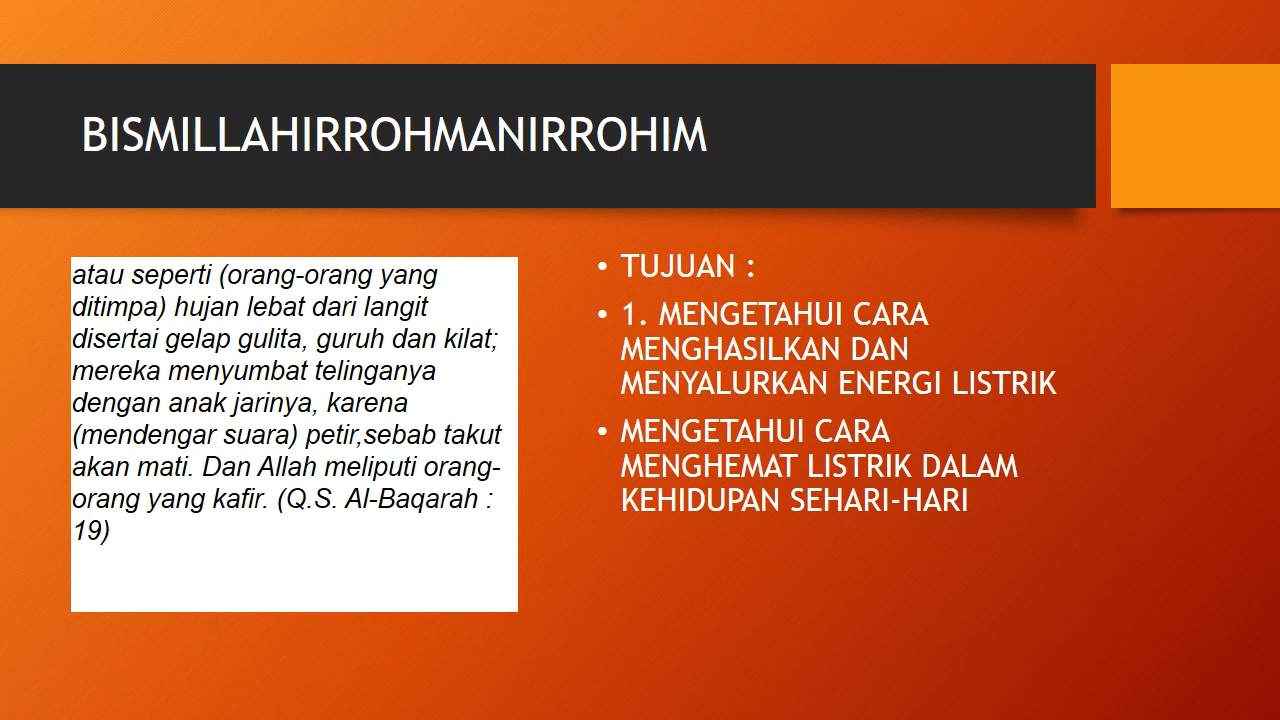 BISMILLAHIRROHMANIRROHIM
atau seperti (orang-orang yang
ditimpa) hujan lebat dari langit
disertai gelap gulita, guruh dan kilat;
mereka menyumbat telinganya
dengan anak jarinya, karena
(mendengar suara) petir,sebab takut
akan mati. Dan Allah meliputi orang-
orang yang kafir. (Q.S. Al-Baqarah :
19)
• TUJUAN :
• 1. MENGETAHUI CARA
MENGHASILKAN DAN
MENYALURKAN ENERGI LISTRIK
• MENGETAHUI CARA
MENGHEMAT LISTRIK DALAM
KEHIDUPAN SEHARI-HARI